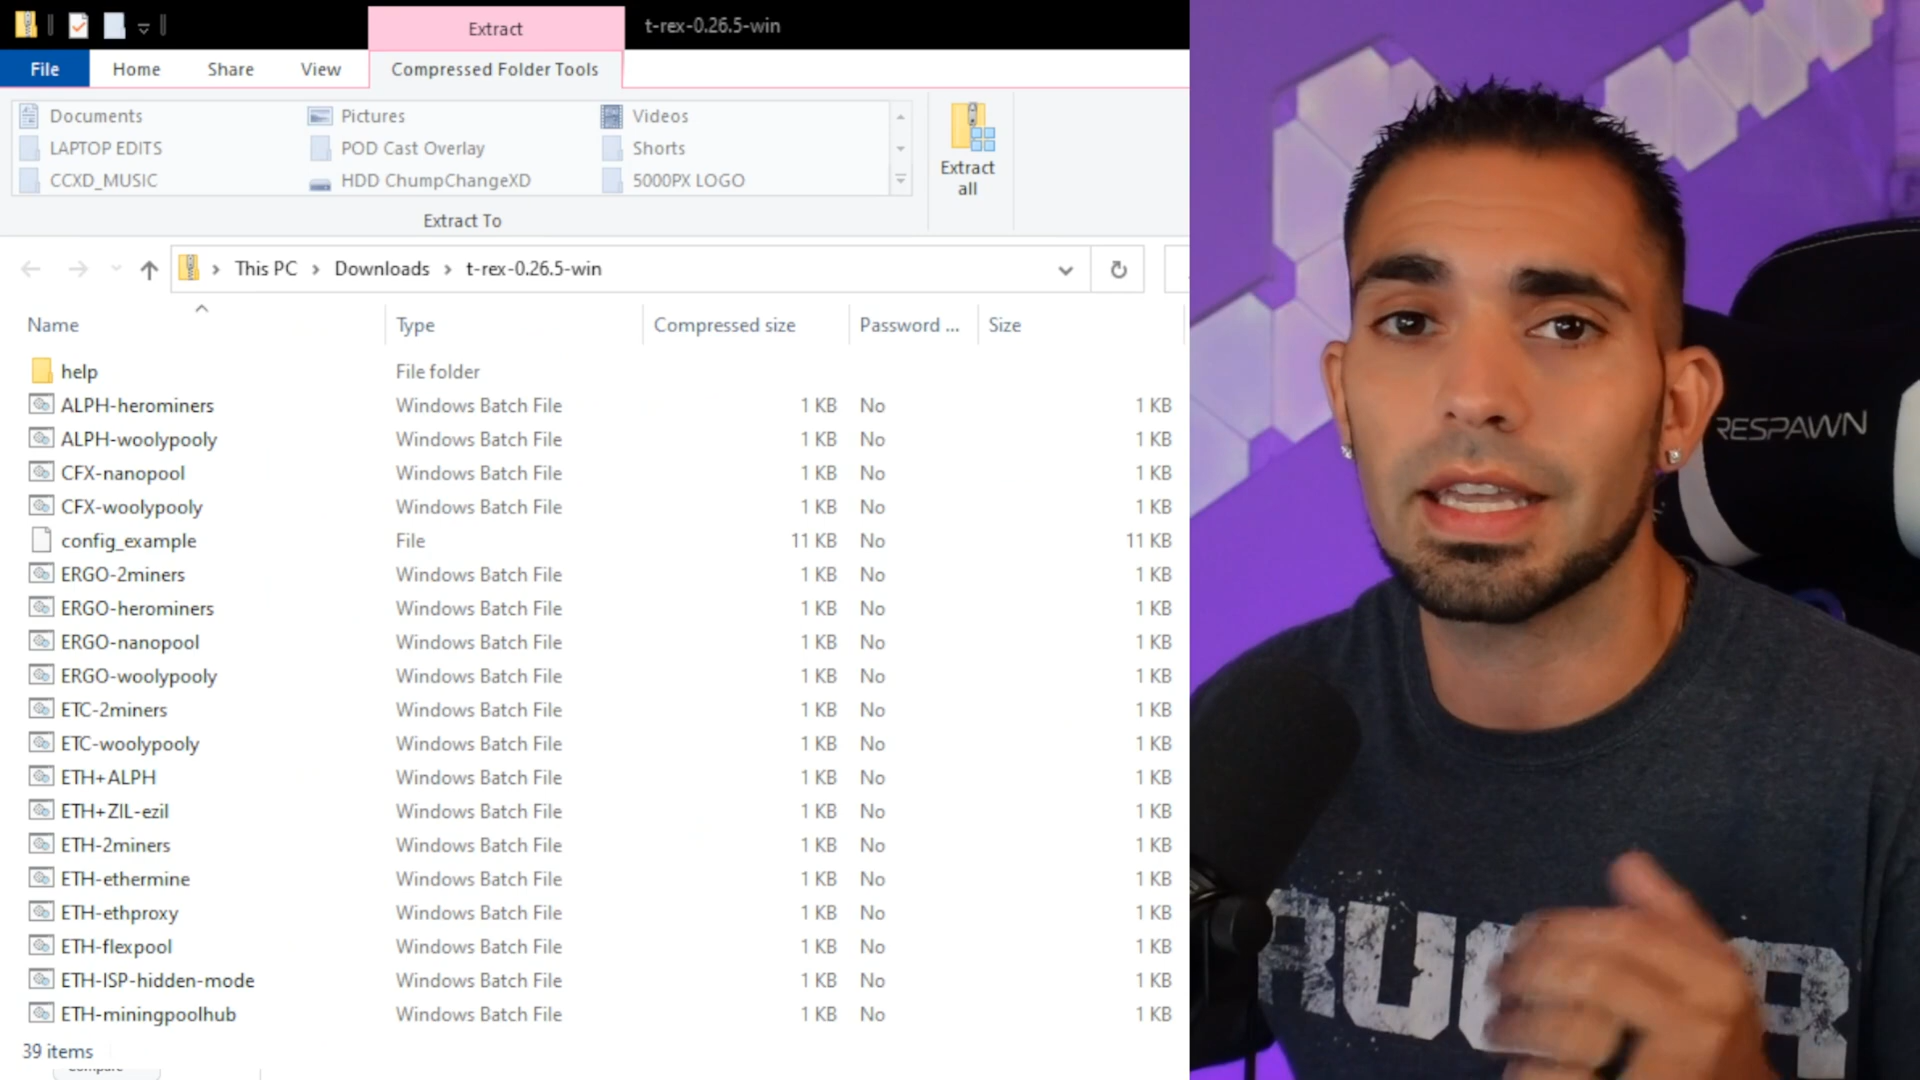 Extract t-rex-0.26.5-win
File Home Share View Compressed Folder Tools
Documents Pictures Videos
LAPTOP EDITS POD Cast Overlay Shorts
CCXD_MUSIC HDD ChumpChangeXD 5000PX LOGO
Extract all
Extract To
This PC > Downloads > t-rex-0.26.5-win
Name Type Compressed size Password ... Size
help File folder
ALPH-herominers Windows Batch File 1 KB No 1 KB
ALPH-woolypooly Windows Batch File 1 KB No 1 KB
CFX-nanopool Windows Batch File 1 KB No 1 KB
CFX-woolypooly Windows Batch File 1 KB No 1 KB
config_example File 11 KB No 11 KB
ERGO-2miners Windows Batch File 1 KB No 1 KB
ERGO-herominers Windows Batch File 1 KB No 1 KB
ERGO-nanopool Windows Batch File 1 KB No 1 KB
ERGO-woolypooly Windows Batch File 1 KB No 1 KB
ETC-2miners Windows Batch File 1 KB No 1 KB
ETC-woolypooly Windows Batch File 1 KB No 1 KB
ETH+ALPH Windows Batch File 1 KB No 1 KB
ETH+ZIL-ezil Windows Batch File 1 KB No 1 KB
ETH-2miners Windows Batch File 1 KB No 1 KB
ETH-ethermine Windows Batch File 1 KB No 1 KB
ETH-ethproxy Windows Batch File 1 KB No 1 KB
ETH-flexpool Windows Batch File 1 KB No 1 KB
ETH-ISP-hidden-mode Windows Batch File 1 KB No 1 KB
ETH-miningpoolhub Windows Batch File 1 KB No 1 KB
39 items
RESPAWN